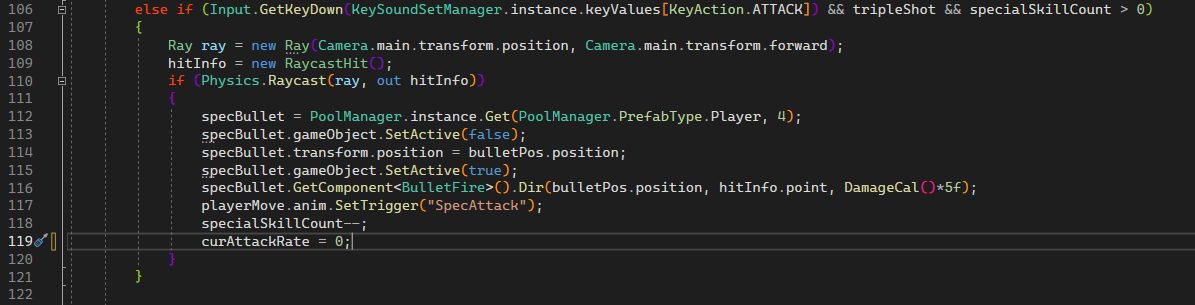 106 else if (Input.GetKeyDown(KeySoundSetManager.instance.keyValues[KeyAction.ATTACK]) && tripleShot && specialSkillCount > 0)
107 {
108 Ray ray = new Ray(Camera.main.transform.position, Camera.main.transform.forward);
109 hitInfo = new RaycastHit();
110 if (Physics.Raycast(ray, out hitInfo))
111 {
112 specBullet = PoolManager.instance.Get(PoolManager.PrefabType.Player, 4);
113 specBullet.gameObject.SetActive(false);
114 specBullet.transform.position = bulletPos.position;
115 specBullet.gameObject.SetActive(true);
116 specBullet.GetComponent<BulletFire>().Dir(bulletPos.position, hitInfo.point, DamageCal()*5f);
117 playerMove.anim.SetTrigger("SpecAttack");
118 specialSkillCount--;
119 curAttackRate = 0;
120 }
121 }
122